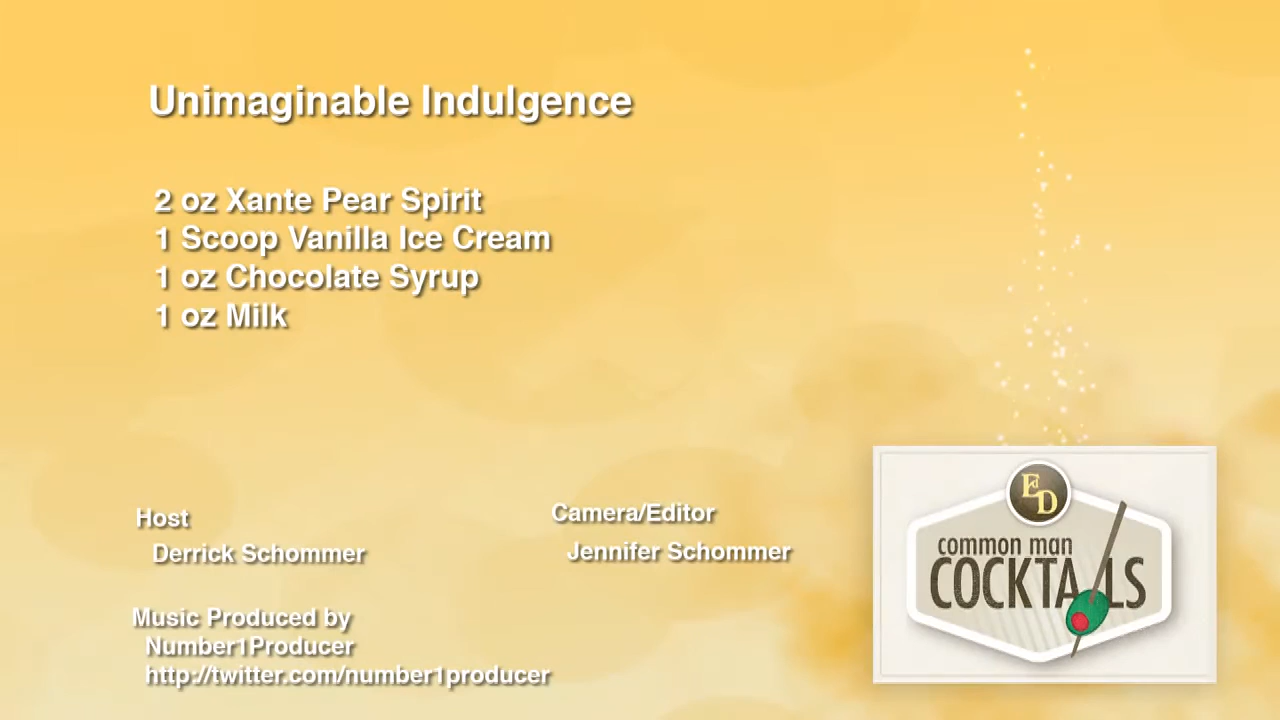 Unimaginable Indulgence
2 oz Xante Pear Spirit
1 Scoop Vanilla Ice Cream
1 oz Chocolate Syrup
1 oz Milk
Host
Derrick Schommer
Camera/Editor
Jennifer Schommer
Music Produced by
Number1Producer
http://twitter.com/number1producer
ED
common man
COCKTAILS